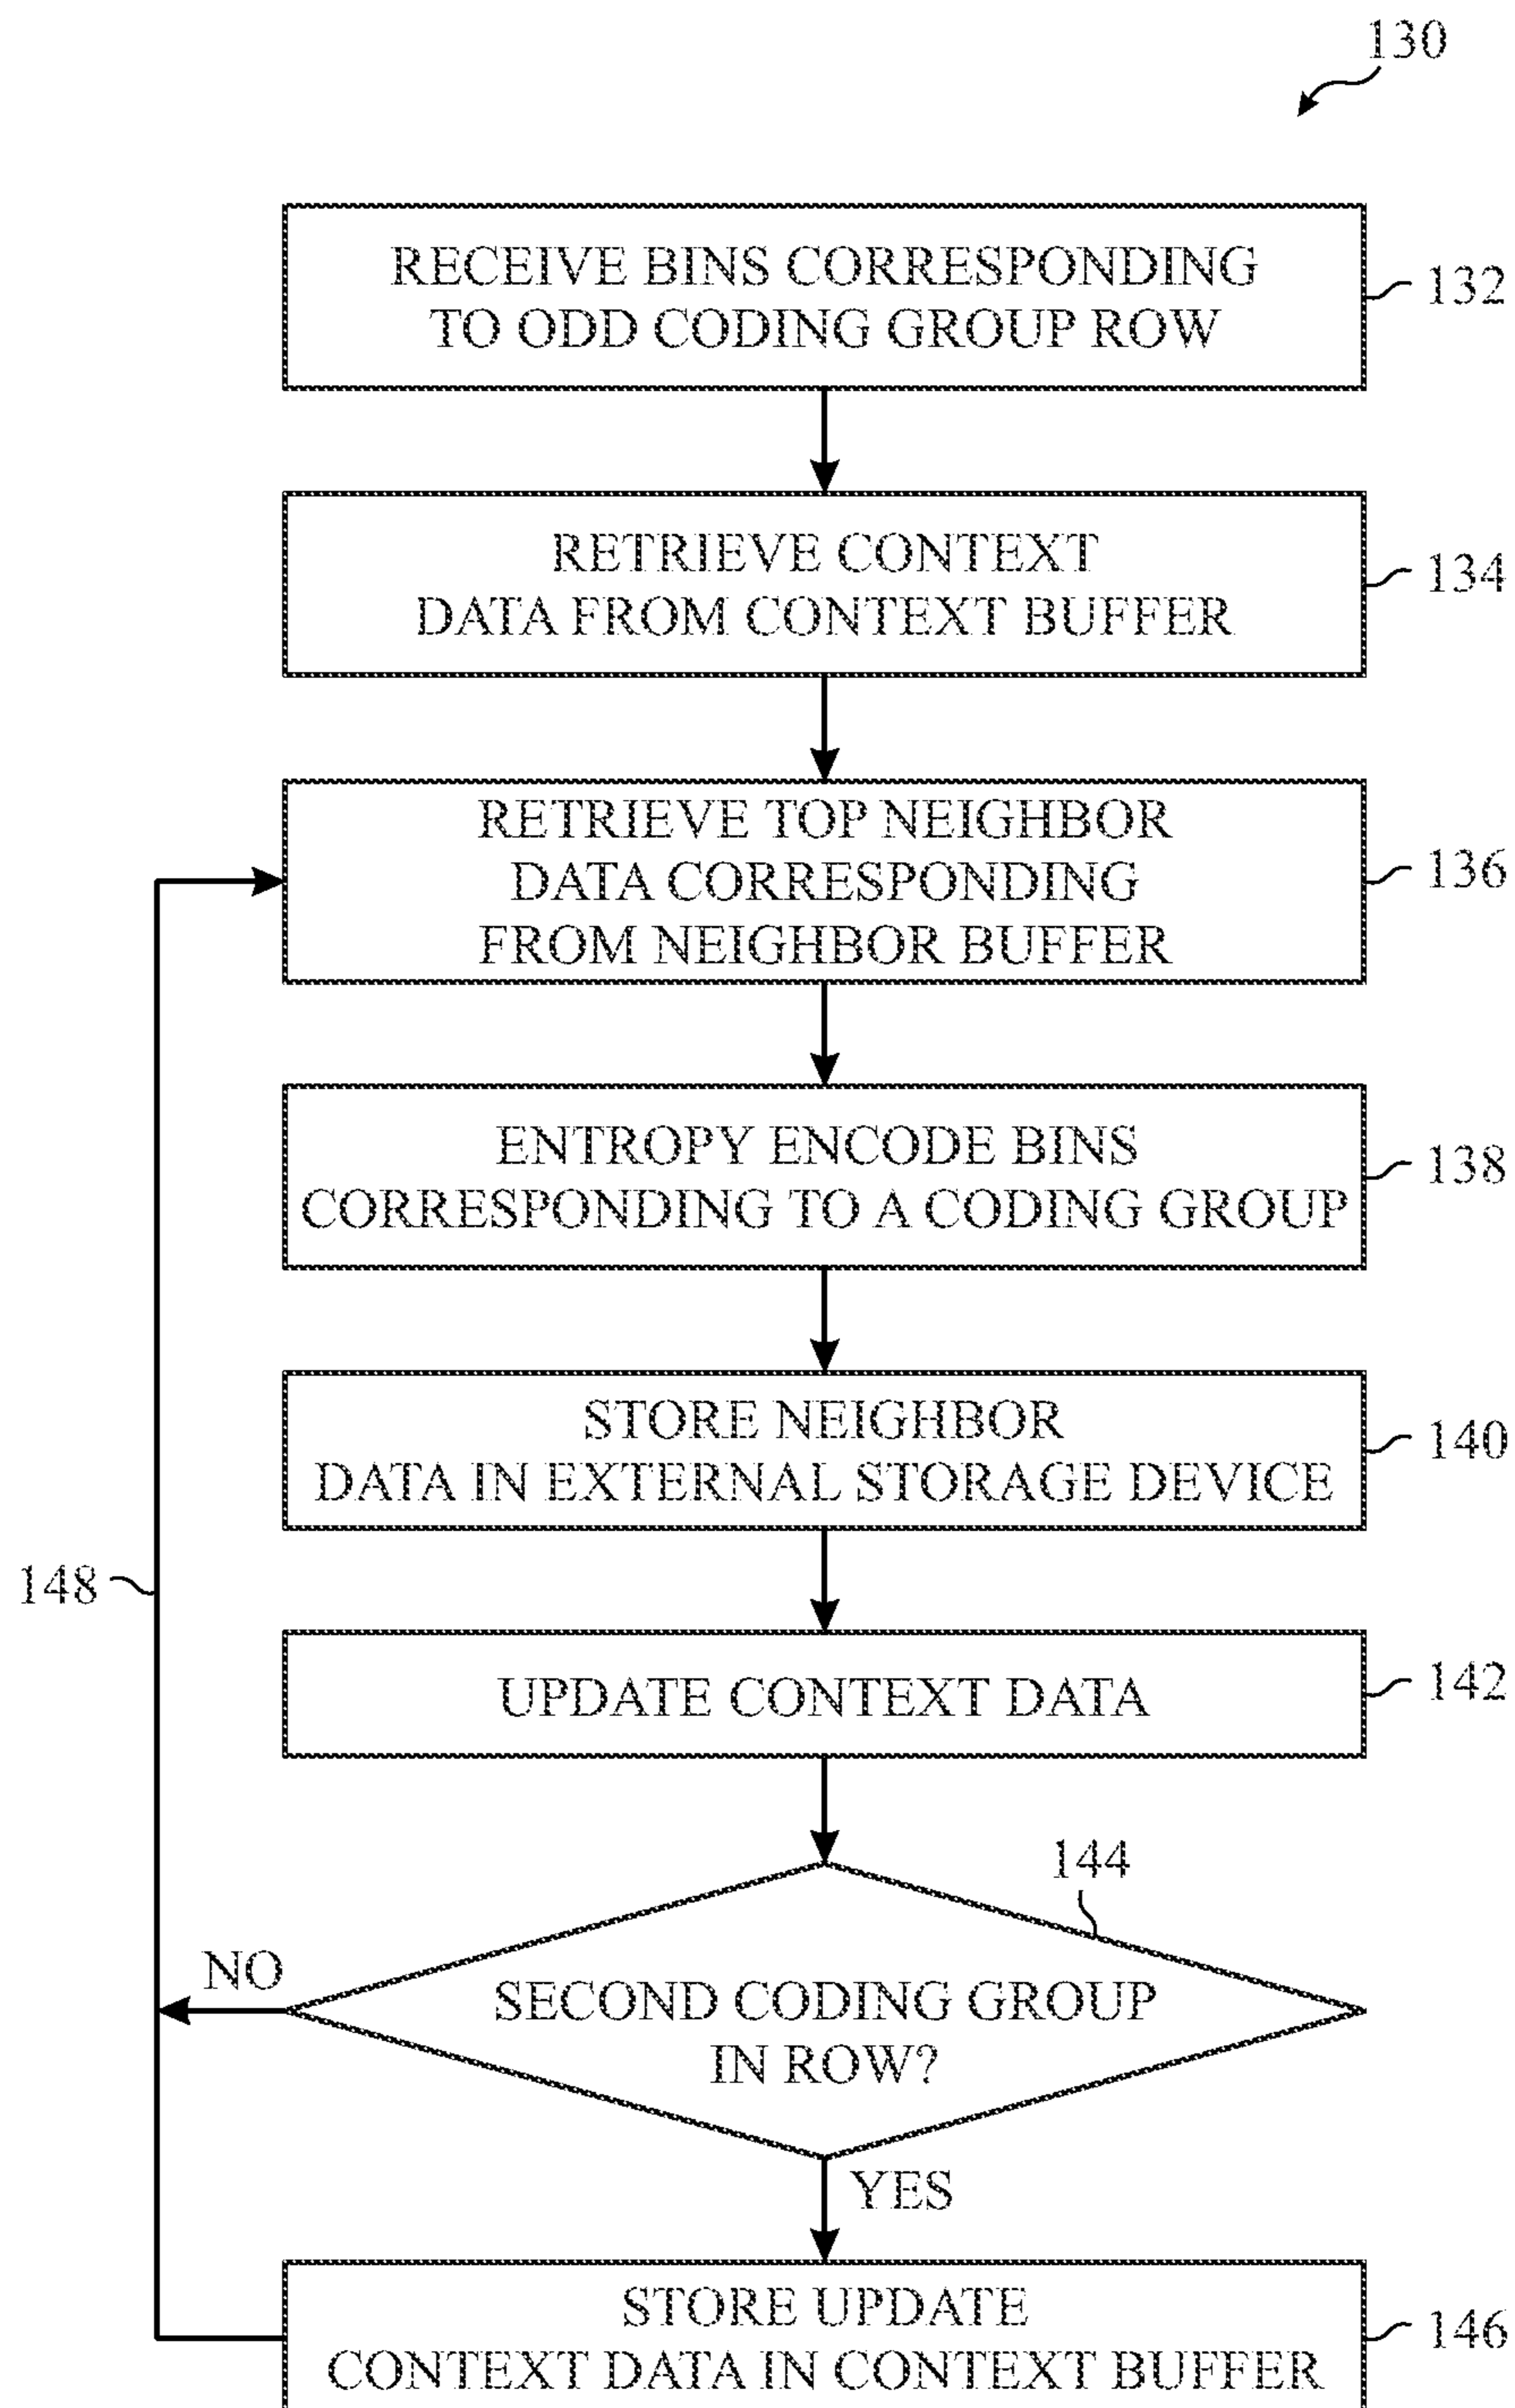 130
RECEIVE BINS CORRESPONDING
TO ODD CODING GROUP ROW
132
RETRIEVE CONTEXT
DATA FROM CONTEXT BUFFER
134
RETRIEVE TOP NEIGHBOR
DATA CORRESPONDING
FROM NEIGHBOR BUFFER
136
ENTROPY ENCODE BINS
CORRESPONDING TO A CODING GROUP
138
STORE NEIGHBOR
DATA IN EXTERNAL STORAGE DEVICE
140
148
UPDATE CONTEXT DATA
142
144
NO
SECOND CODING GROUP
IN ROW?
YES
STORE UPDATE
CONTEXT DATA IN CONTEXT BUFFER
146